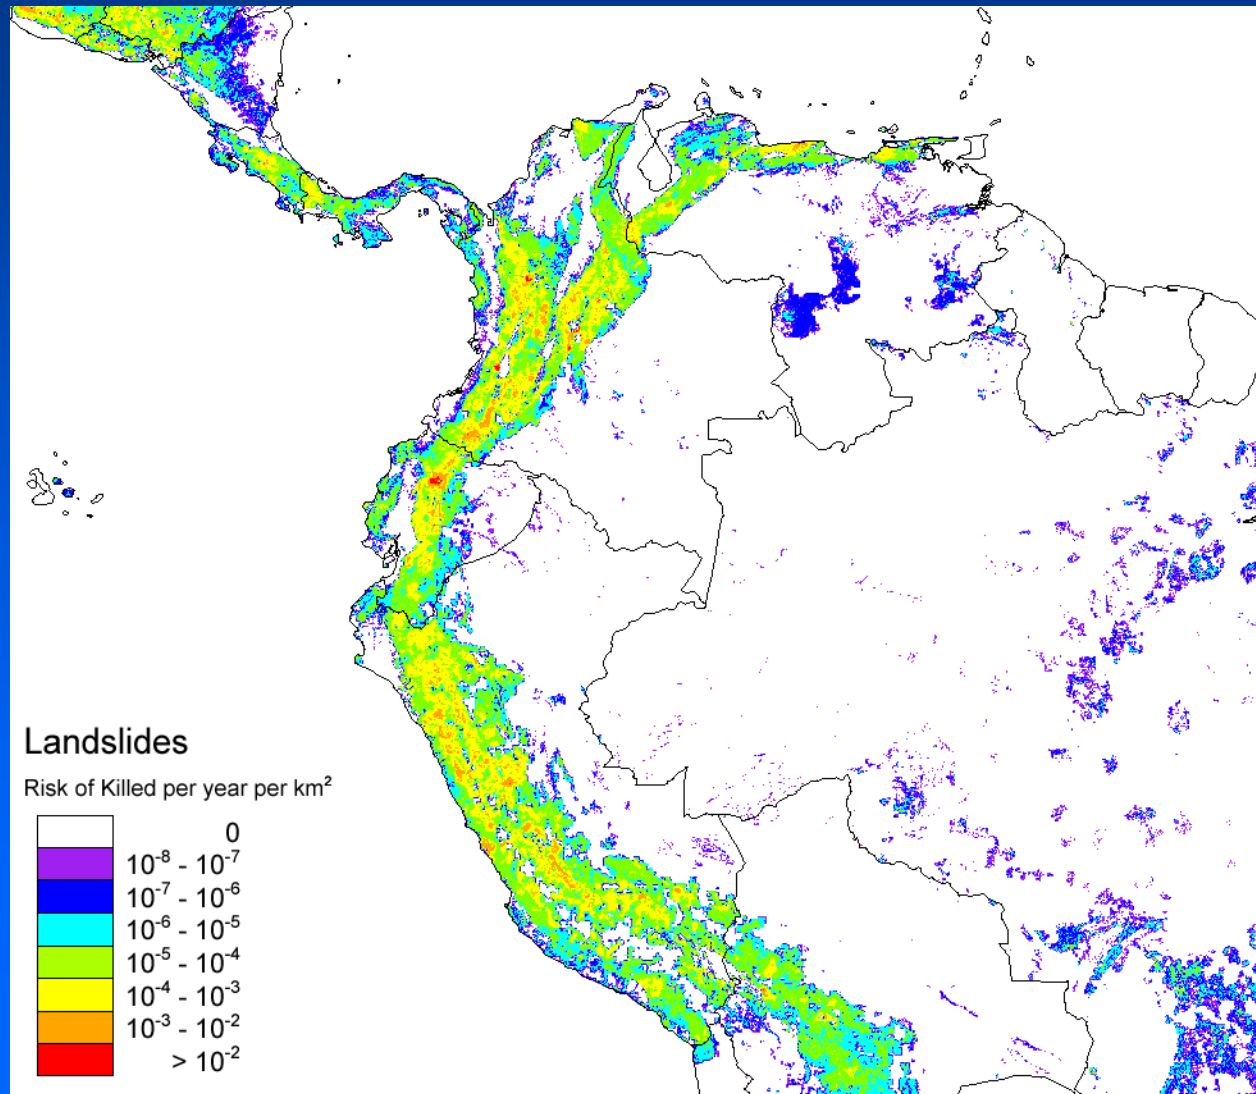 Landslides
Risk of Killed per year per km²
0
10⁻⁸ - 10⁻⁷
10⁻⁷ - 10⁻⁶
10⁻⁶ - 10⁻⁵
10⁻⁵ - 10⁻⁴
10⁻⁴ - 10⁻³
10⁻³ - 10⁻²
> 10⁻²